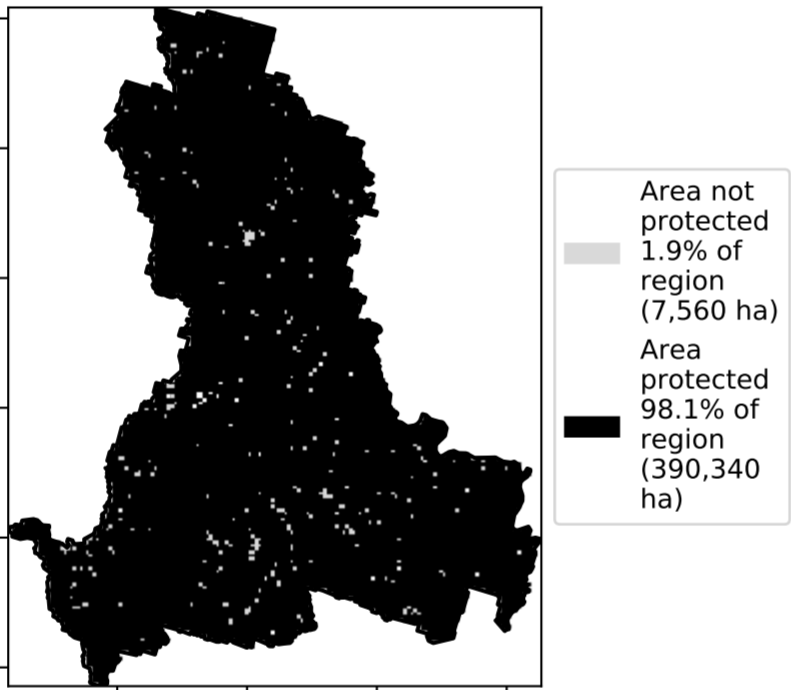 Area not
protected
1.9% of
region
(7,560 ha)
Area
protected
98.1% of
region
(390,340
ha)